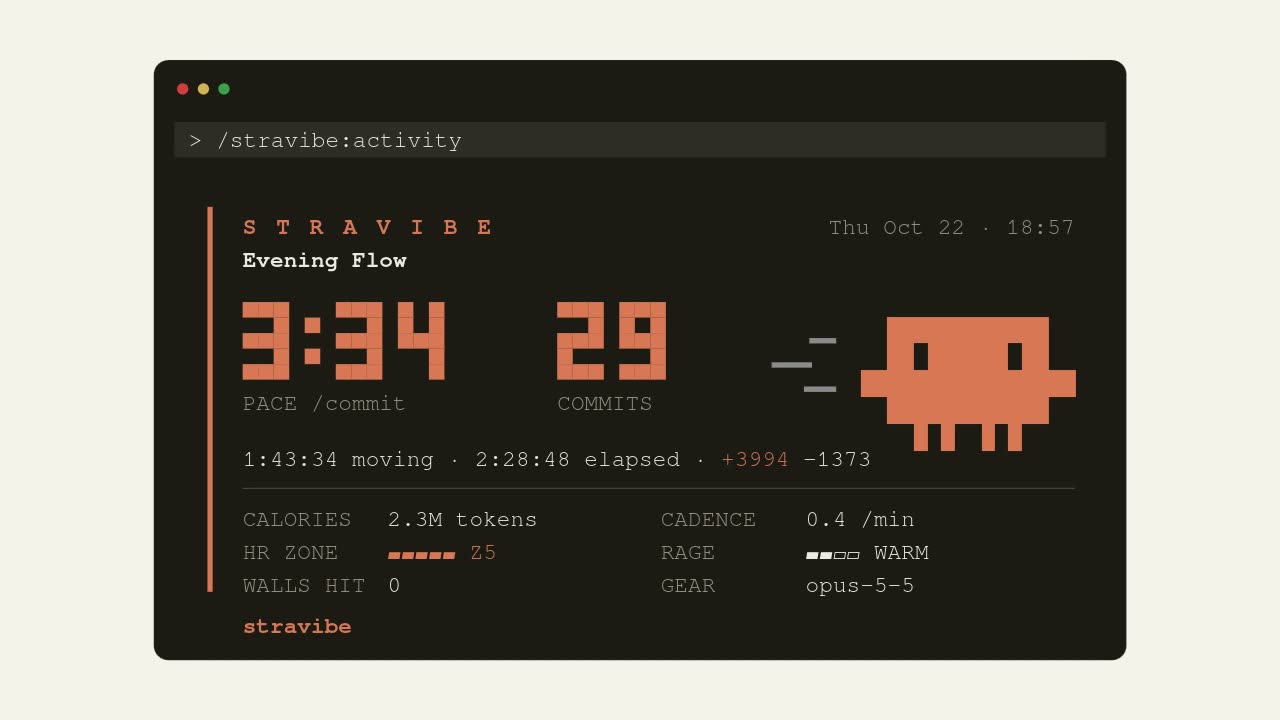 > /stravibe:activity
STRAVIBE Thu Oct 22 · 18:57
Evening Flow
3:34 29
PACE /commit COMMITS
1:43:34 moving · 2:28:48 elapsed · +3994 −1373
CALORIES 2.3M tokens CADENCE 0.4 /min
HR ZONE ▰▰▰▰▰ Z5 RAGE ▰▰▱▱ WARM
WALLS HIT 0 GEAR opus-5-5
stravibe